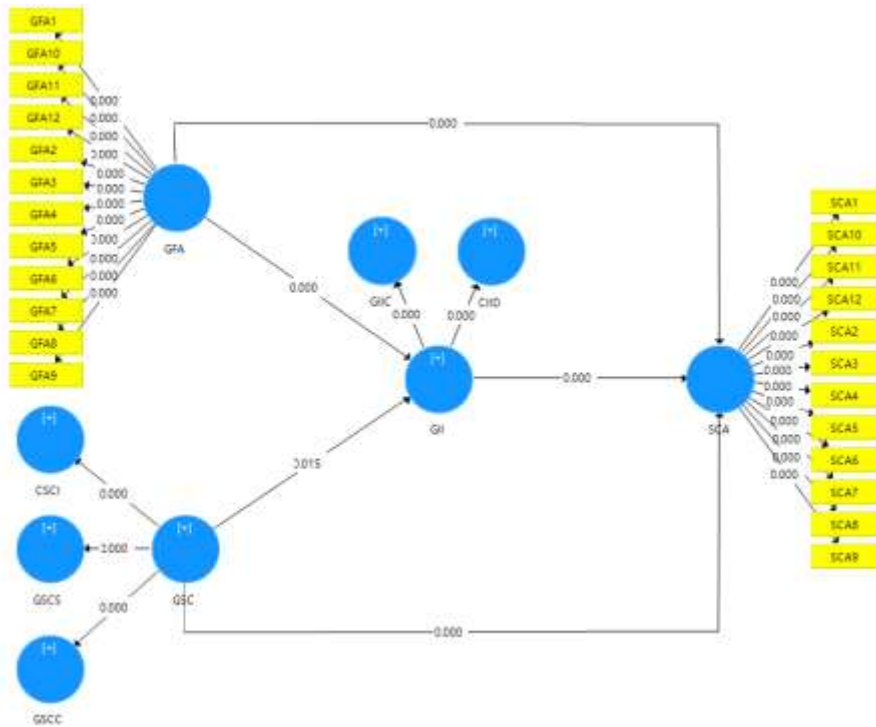 GFA1
GFA10
GFA11
GFA12
GFA2
GFA3
GFA4
GFA5
GFA6
GFA7
GFA8
GFA9
0.000
0.000
0.000
0.000
0.000
0.000
0.000
0.000
0.000
0.000
GFA
0.000
0.000
[+]
GIIC
[+]
CIID
0.000
0.000
[+]
GII
0.000
SCA
SCA1
SCA10
SCA11
SCA12
SCA2
SCA3
SCA4
SCA5
SCA6
SCA7
SCA8
SCA9
0.000
0.000
0.000
0.000
0.000
0.000
0.000
0.000
0.000
0.000
0.000
0.000
[+]
CSCI
0.000
[+]
GSCS
0.000
[+]
GSC
0.015
0.000
0.000
[+]
GSCC